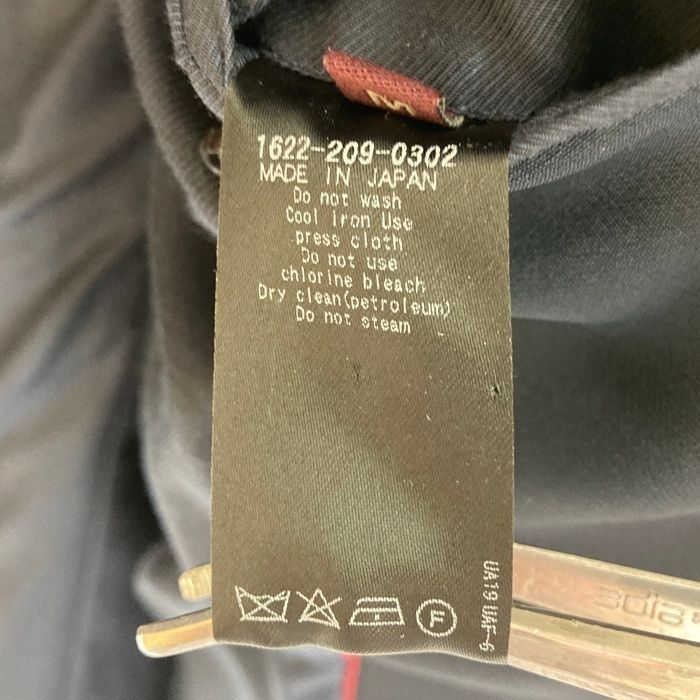 M
1622-209-0302
MADE IN JAPAN
Do not wash
Cool iron Use
press cloth
Do not use
chlorine bleach
Dry clean(petroleum)
Do not steam
F
UA19 UAF-6